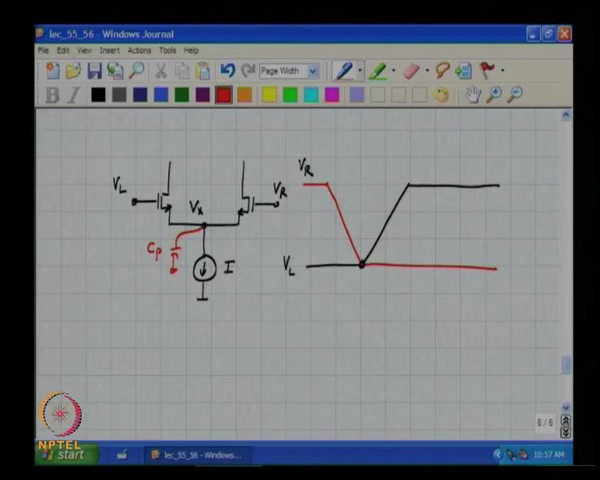 lec_55_56 - Windows Journal
File Edit View Insert Actions Tools Help
Page Width
B I
V_L
V_X
V_R
C_P
I
V_R
V_L
6/6
NPTEL
start
lec_55_56 - Windows...
10:57 AM